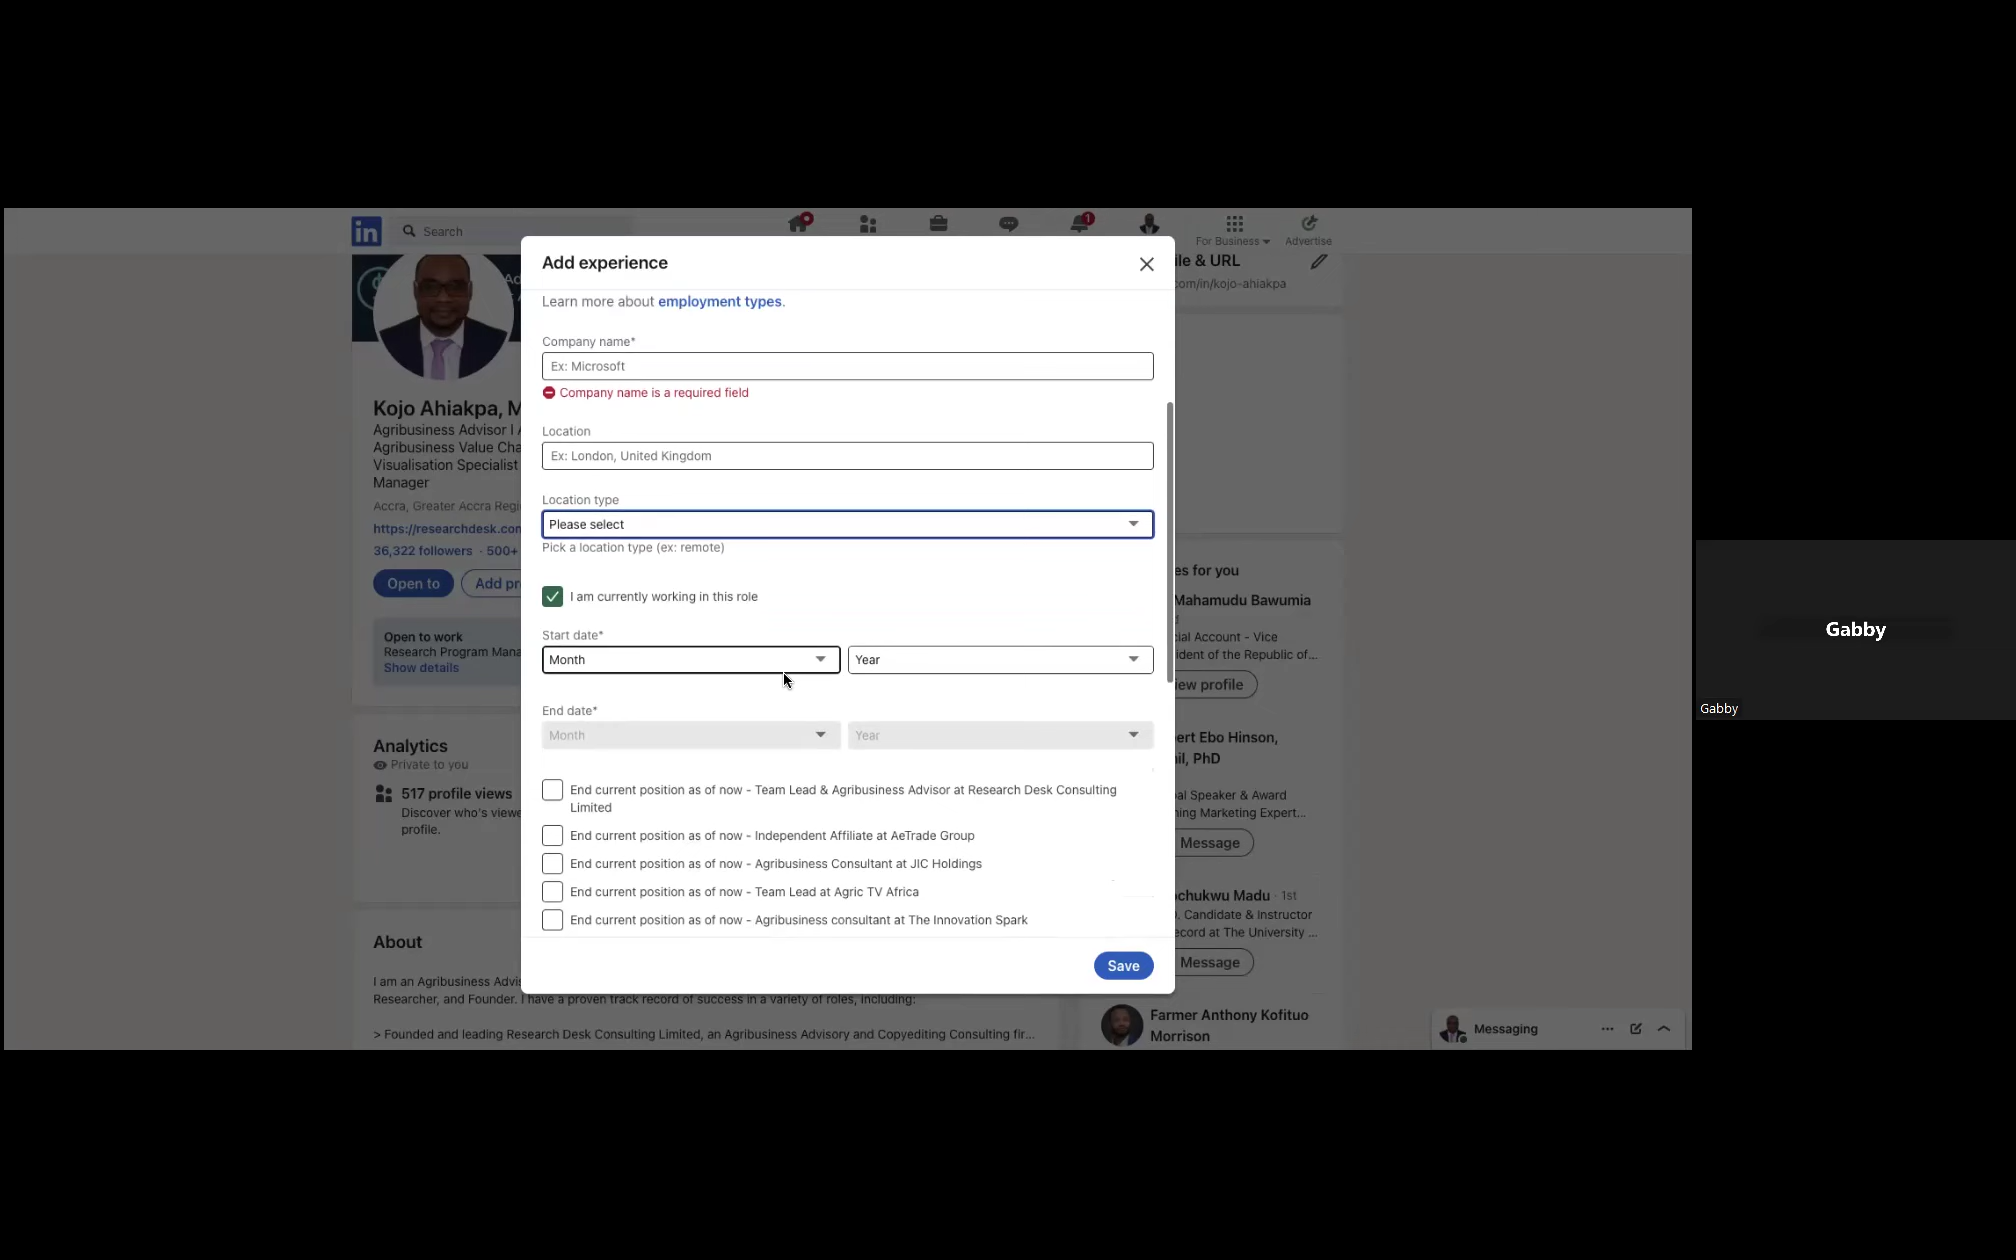 in
Search
1
For Business
Advertise
Ad
Add experience
ile & URL
com/in/kojo-ahiakpa
Learn more about employment types.
Company name*
Ex: Microsoft
Company name is a required field
Location
Ex: London, United Kingdom
Location type
Please select
Pick a location type (ex: remote)
I am currently working in this role
Start date*
Month
Year
End date*
Month
Year
End current position as of now - Team Lead & Agribusiness Advisor at Research Desk Consulting
Limited
End current position as of now - Independent Affiliate at AeTrade Group
End current position as of now - Agribusiness Consultant at JIC Holdings
End current position as of now - Team Lead at Agric TV Africa
End current position as of now - Agribusiness consultant at The Innovation Spark
Save
Kojo Ahiakpa, M
Agribusiness Advisor I A
Agribusiness Value Cha
Visualisation Specialist
Manager
Accra, Greater Accra Regi
https://researchdesk.con
36,322 followers · 500+
Open to
Add pr
Open to work
Research Program Mana
Show details
Analytics
Private to you
517 profile views
Discover who's viewe
profile.
About
I am an Agribusiness Advis
Researcher, and Founder. I have a proven track record of success in a variety of roles, including:
> Founded and leading Research Desk Consulting Limited, an Agribusiness Advisory and Copyediting Consulting fir...
es for you
Mahamudu Bawumia
d
cial Account - Vice
ident of the Republic of...
iew profile
ert Ebo Hinson,
il, PhD
al Speaker & Award
ning Marketing Expert...
Message
ochukwu Madu · 1st
). Candidate & Instructor
ecord at The University ...
Message
Farmer Anthony Kofituo
Morrison
Messaging
Gabby
Gabby